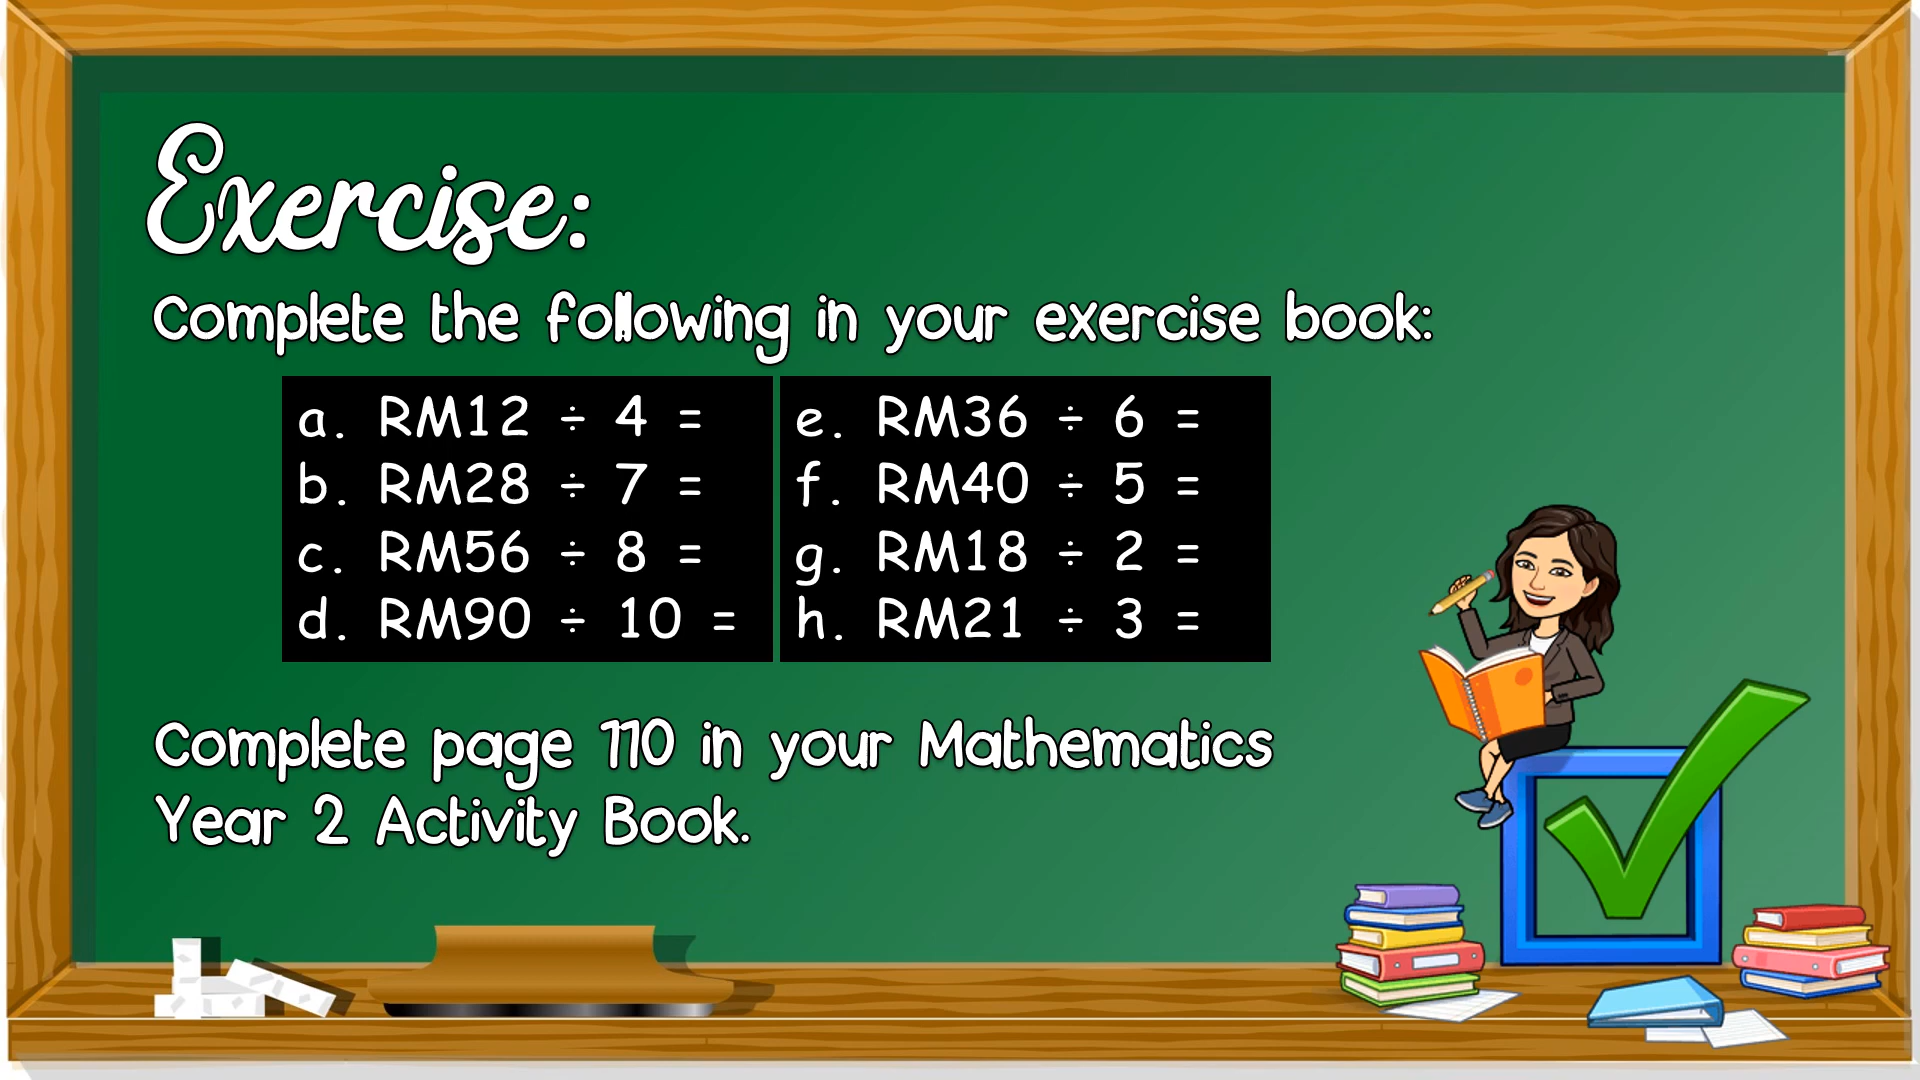 Exercise:
Complete the following in your exercise book:
a. RM12 ÷ 4 =
b. RM28 ÷ 7 =
c. RM56 ÷ 8 =
d. RM90 ÷ 10 =
e. RM36 ÷ 6 =
f. RM40 ÷ 5 =
g. RM18 ÷ 2 =
h. RM21 ÷ 3 =
Complete page 110 in your Mathematics
Year 2 Activity Book.